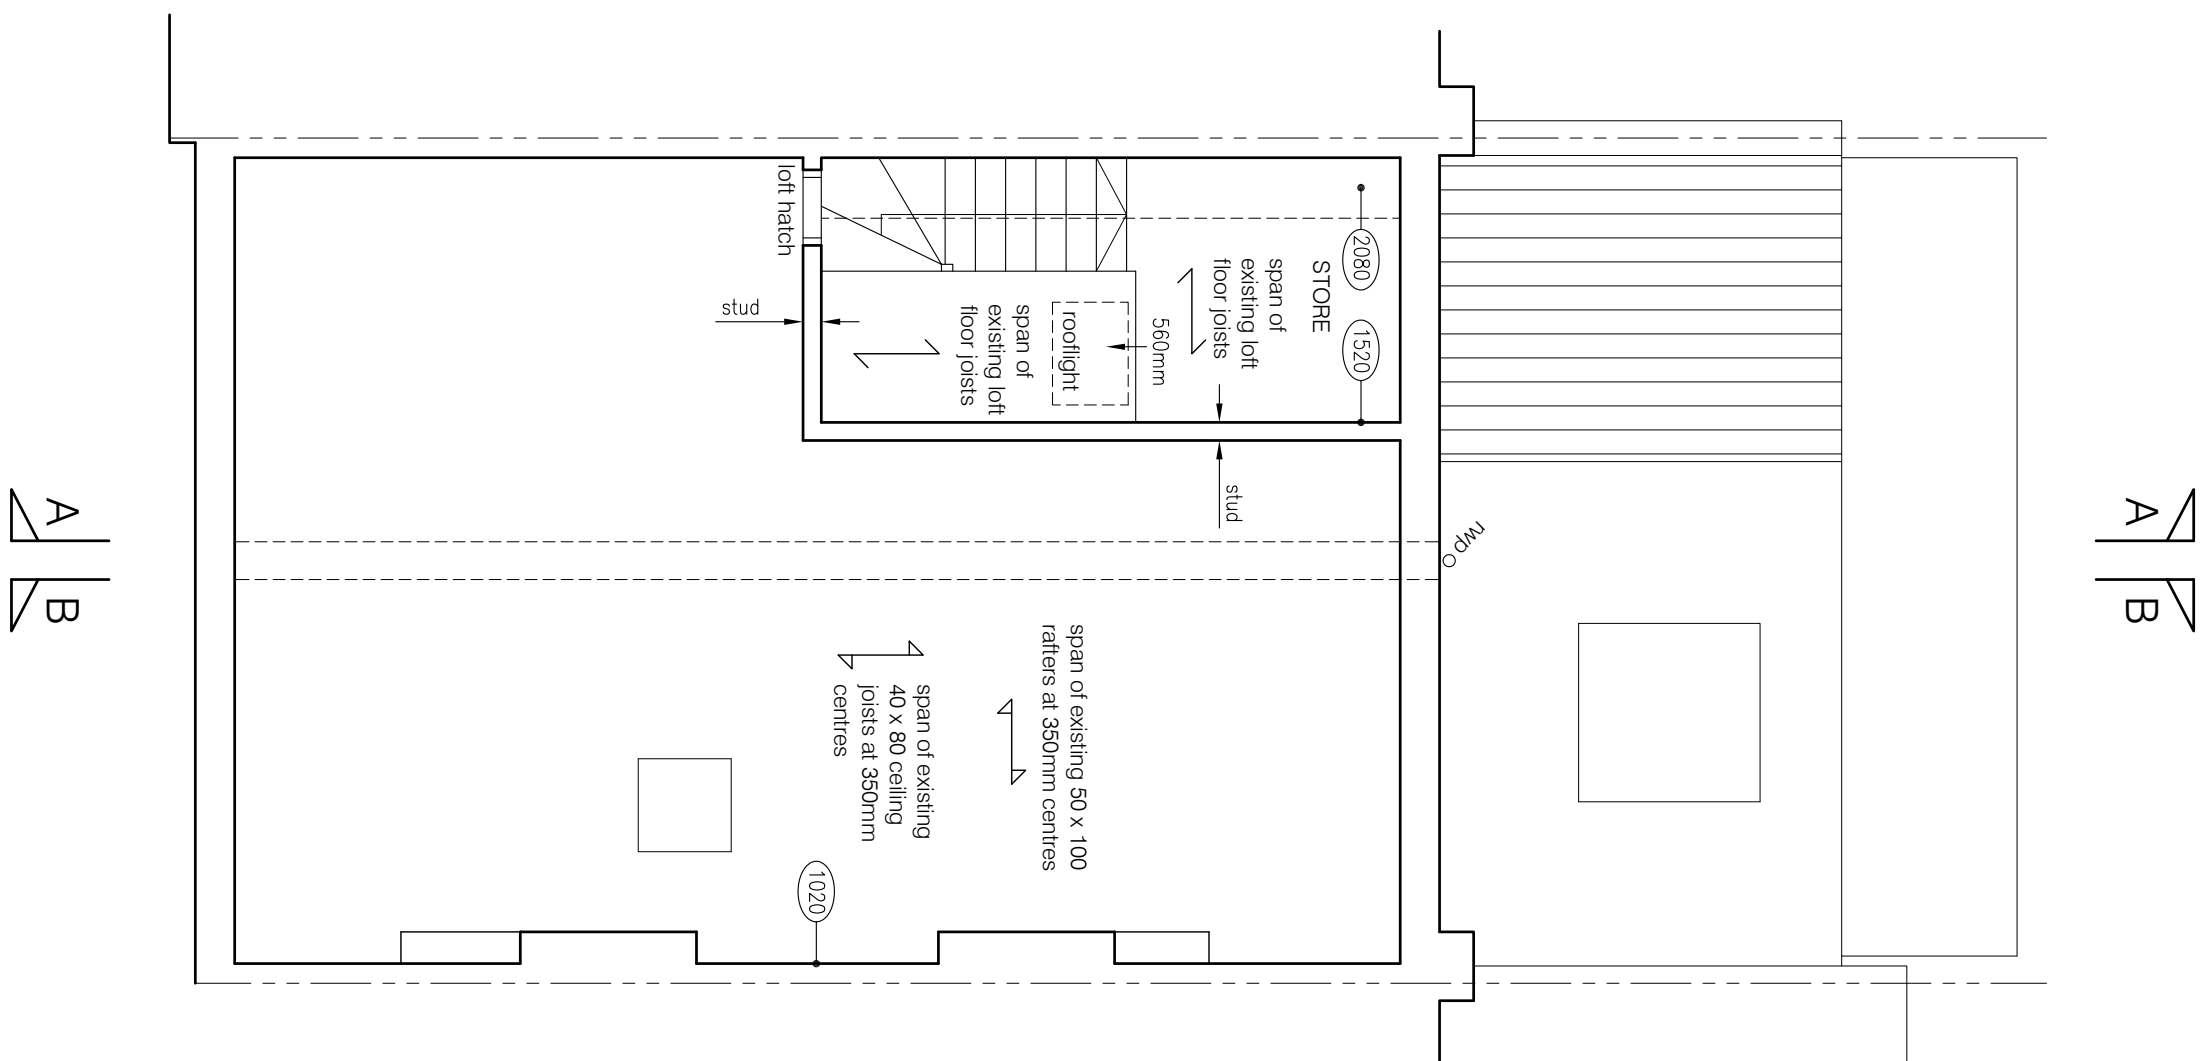 loft hatch
stud
span of
existing loft
floor joists
rooflight
560mm
span of
existing loft
floor joists
STORE
2080
1520
stud
rwp
A
B
A
B
span of existing 50 x 100
rafters at 350mm centres
span of existing
40 x 80 ceiling
joists at 350mm
centres
1020